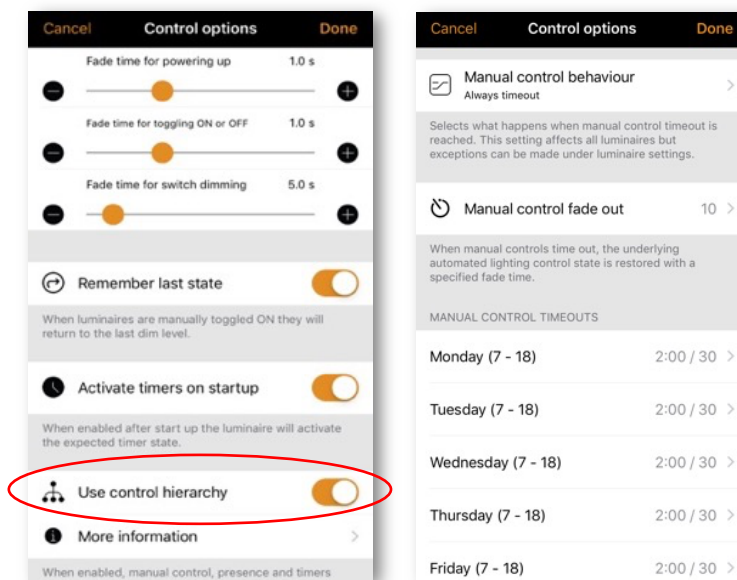 Cancel Control options Done
Fade time for powering up 1.0 s
Fade time for toggling ON or OFF 1.0 s
Fade time for switch dimming 5.0 s
Remember last state
When luminaires are manually toggled ON they will
return to the last dim level.
Activate timers on startup
When enabled after start up the luminaire will activate
the expected timer state.
Use control hierarchy
More information
When enabled, manual control, presence and timers
Cancel Control options Done
Manual control behaviour
Always timeout
Selects what happens when manual control timeout is
reached. This setting affects all luminaires but
exceptions can be made under luminaire settings.
Manual control fade out 10
When manual controls time out, the underlying
automated lighting control state is restored with a
specified fade time.
MANUAL CONTROL TIMEOUTS
Monday (7 - 18) 2:00 / 30
Tuesday (7 - 18) 2:00 / 30
Wednesday (7 - 18) 2:00 / 30
Thursday (7 - 18) 2:00 / 30
Friday (7 - 18) 2:00 / 30